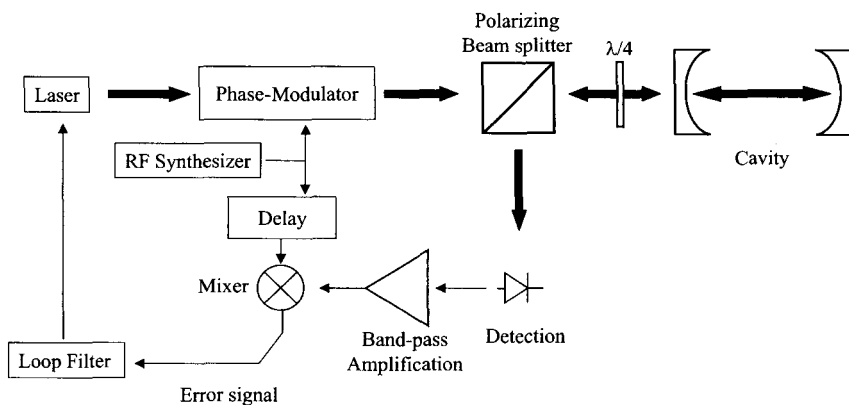 Polarizing
Beam splitter
λ/4
Laser
Phase-Modulator
RF Synthesizer
Cavity
Delay
Mixer
Band-pass
Amplification
Detection
Loop Filter
Error signal